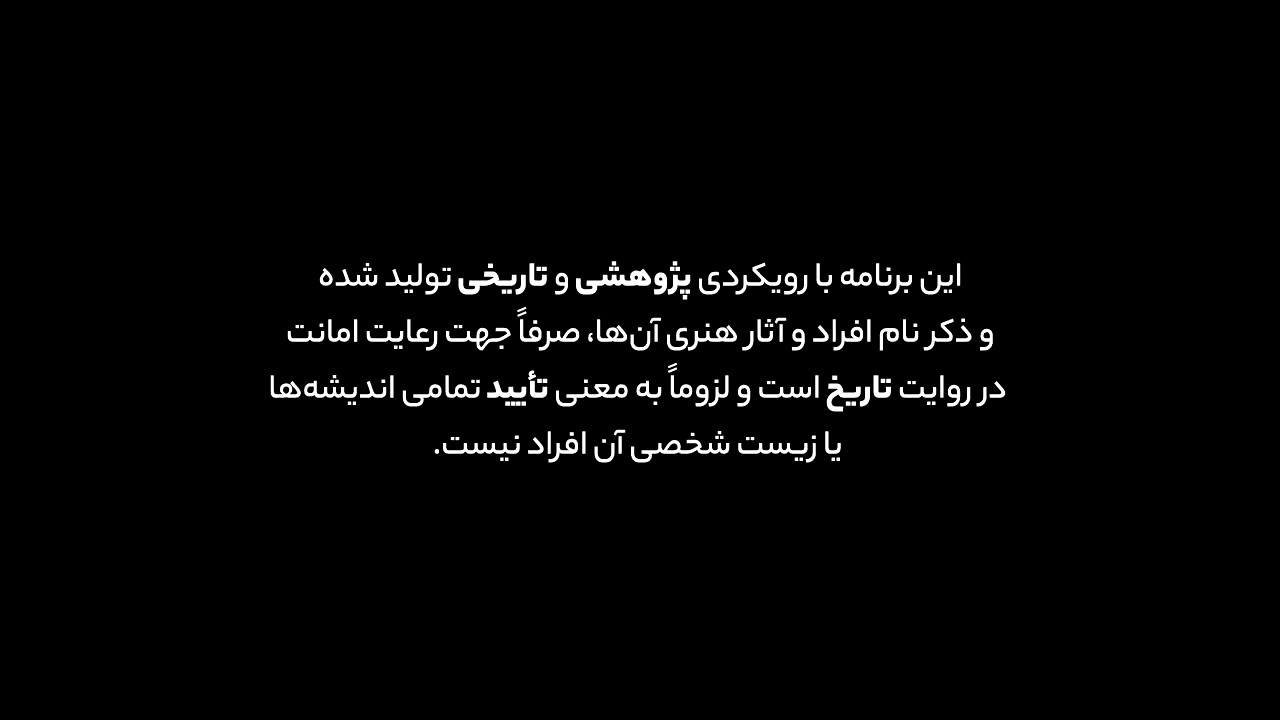 این برنامه با رویکردی پژوهشی و تاریخی تولید شده
و ذکر نام افراد و آثار هنری آن‌ها، صرفاً جهت رعایت امانت
در روایت تاریخ است و لزوماً به معنی تأیید تمامی اندیشه‌ها
یا زیست شخصی آن افراد نیست.